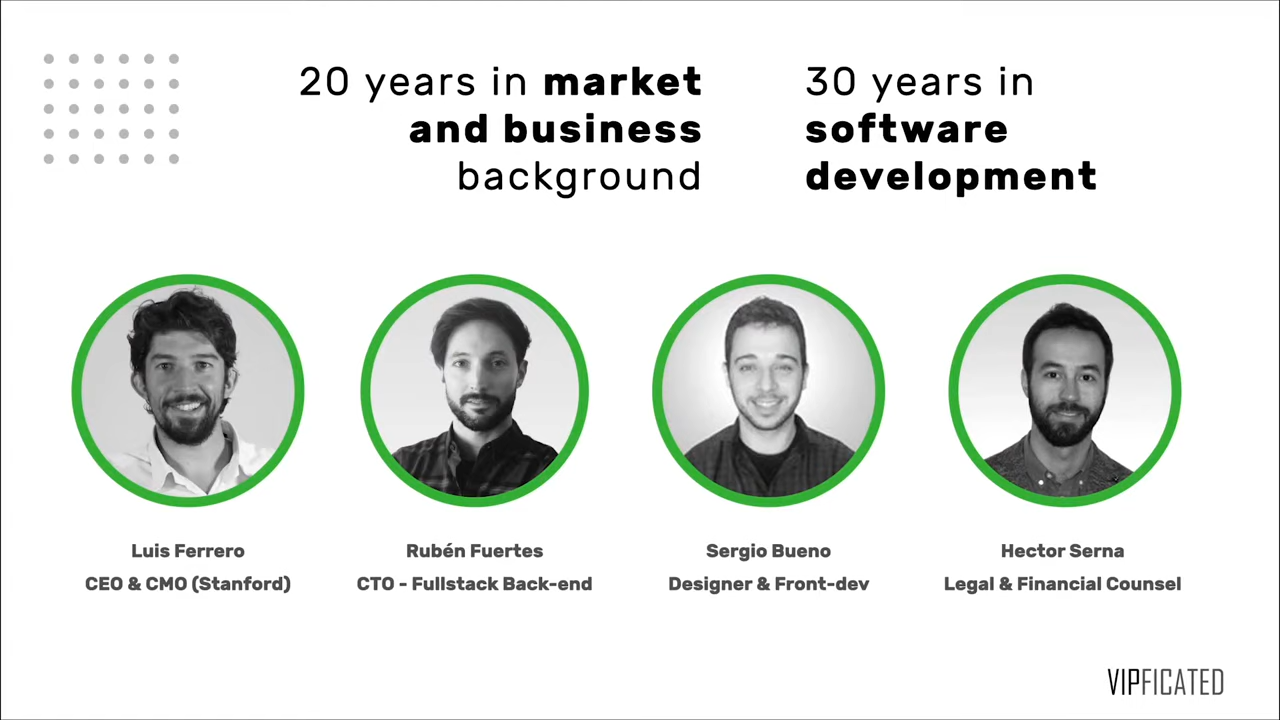 20 years in market
and business
background
30 years in
software
development
Luis Ferrero
CEO & CMO (Stanford)
Rubén Fuertes
CTO - Fullstack Back-end
Sergio Bueno
Designer & Front-dev
Hector Serna
Legal & Financial Counsel
VIPFICATED